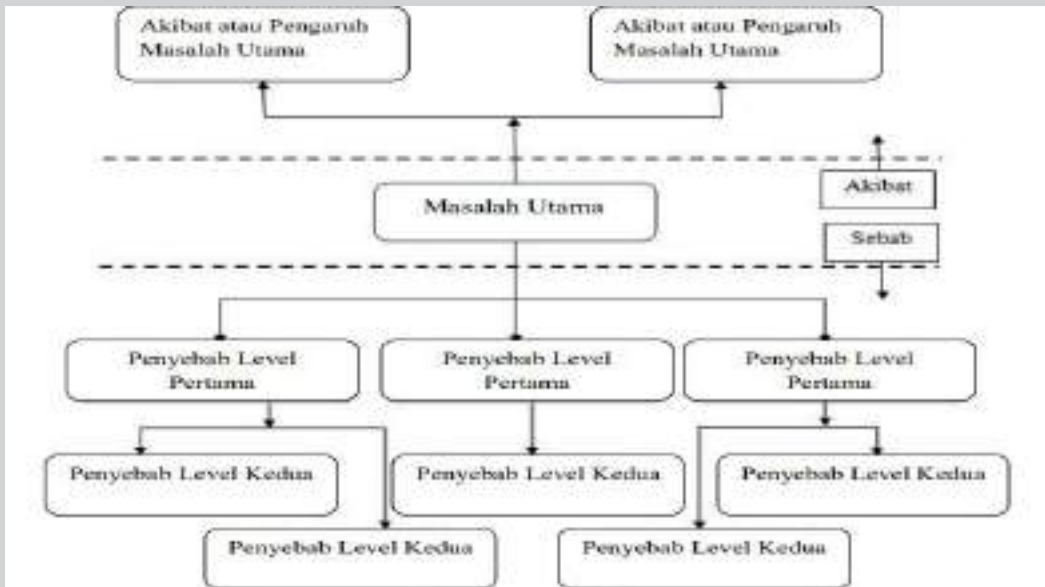 Akibat atau Pengaruh
Masalah Utama
Akibat atau Pengaruh
Masalah Utama
Masalah Utama
Akibat
Sebab
Penyebab Level
Pertama
Penyebab Level
Pertama
Penyebab Level
Pertama
Penyebab Level Kedua
Penyebab Level Kedua
Penyebab Level Kedua
Penyebab Level Kedua
Penyebab Level Kedua